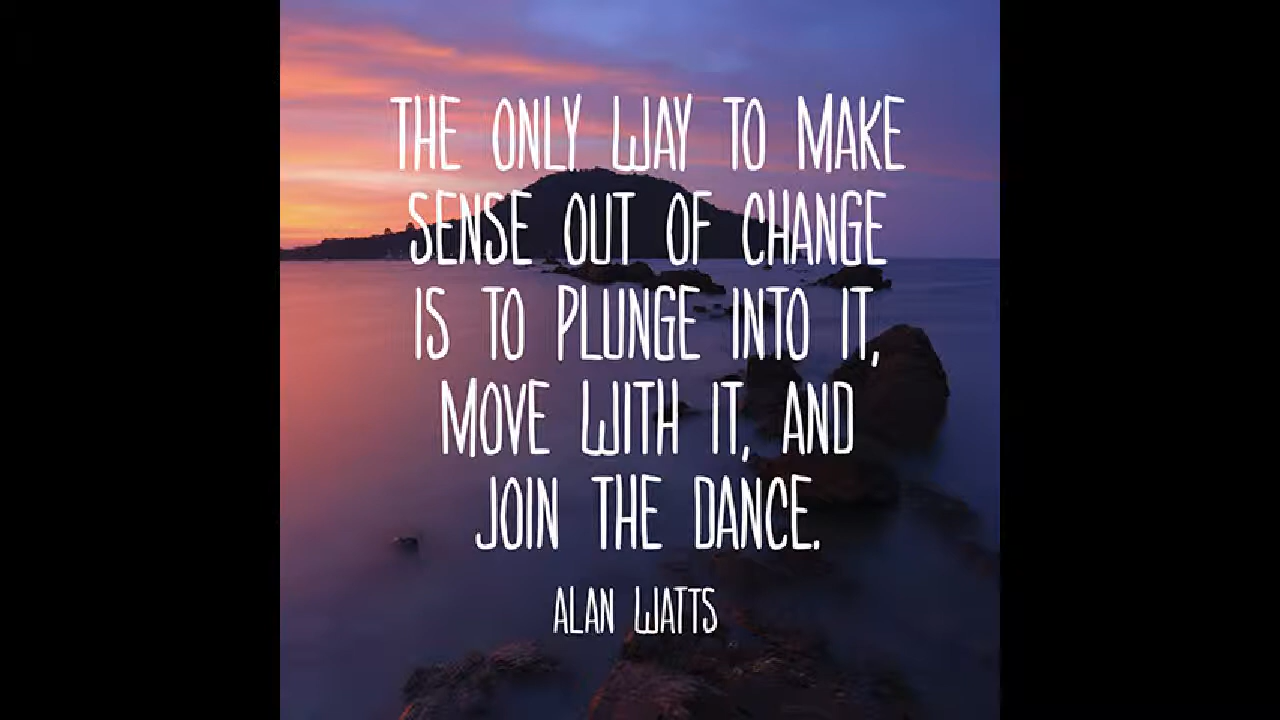 THE ONLY WAY TO MAKE
SENSE OUT OF CHANGE
IS TO PLUNGE INTO IT,
MOVE WITH IT, AND
JOIN THE DANCE.
ALAN WATTS